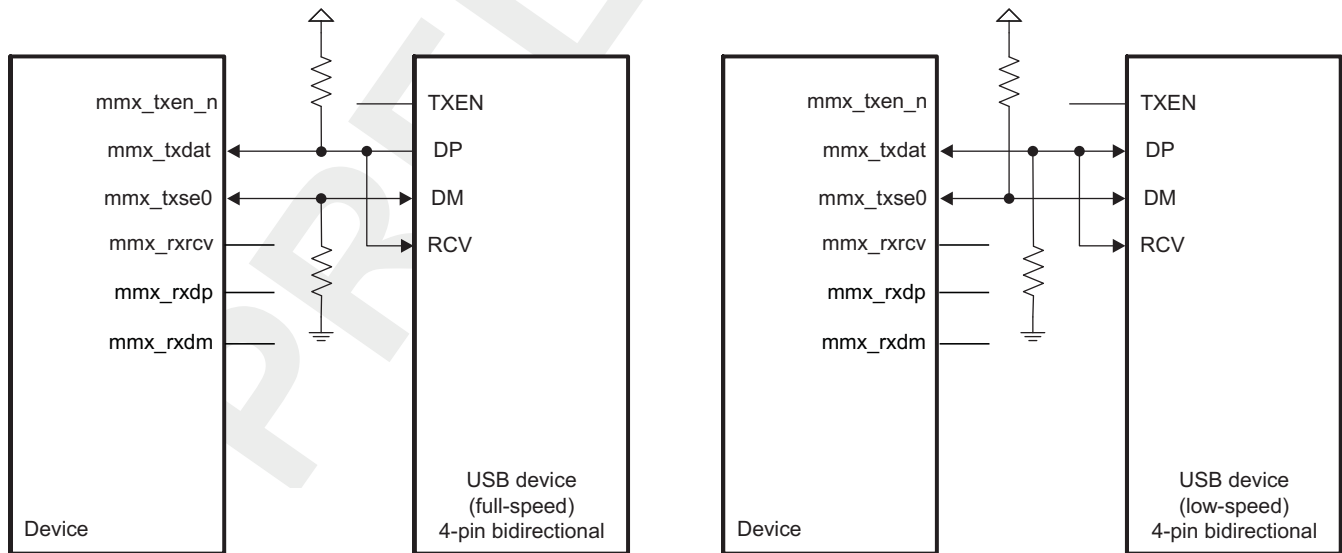 mmx_txen_n
mmx_txdat
mmx_txse0
mmx_rxrcv
mmx_rxdp
mmx_rxdm
Device
TXEN
DP
DM
RCV
USB device
(full-speed)
4-pin bidirectional
mmx_txen_n
mmx_txdat
mmx_txse0
mmx_rxrcv
mmx_rxdp
mmx_rxdm
Device
TXEN
DP
DM
RCV
USB device
(low-speed)
4-pin bidirectional